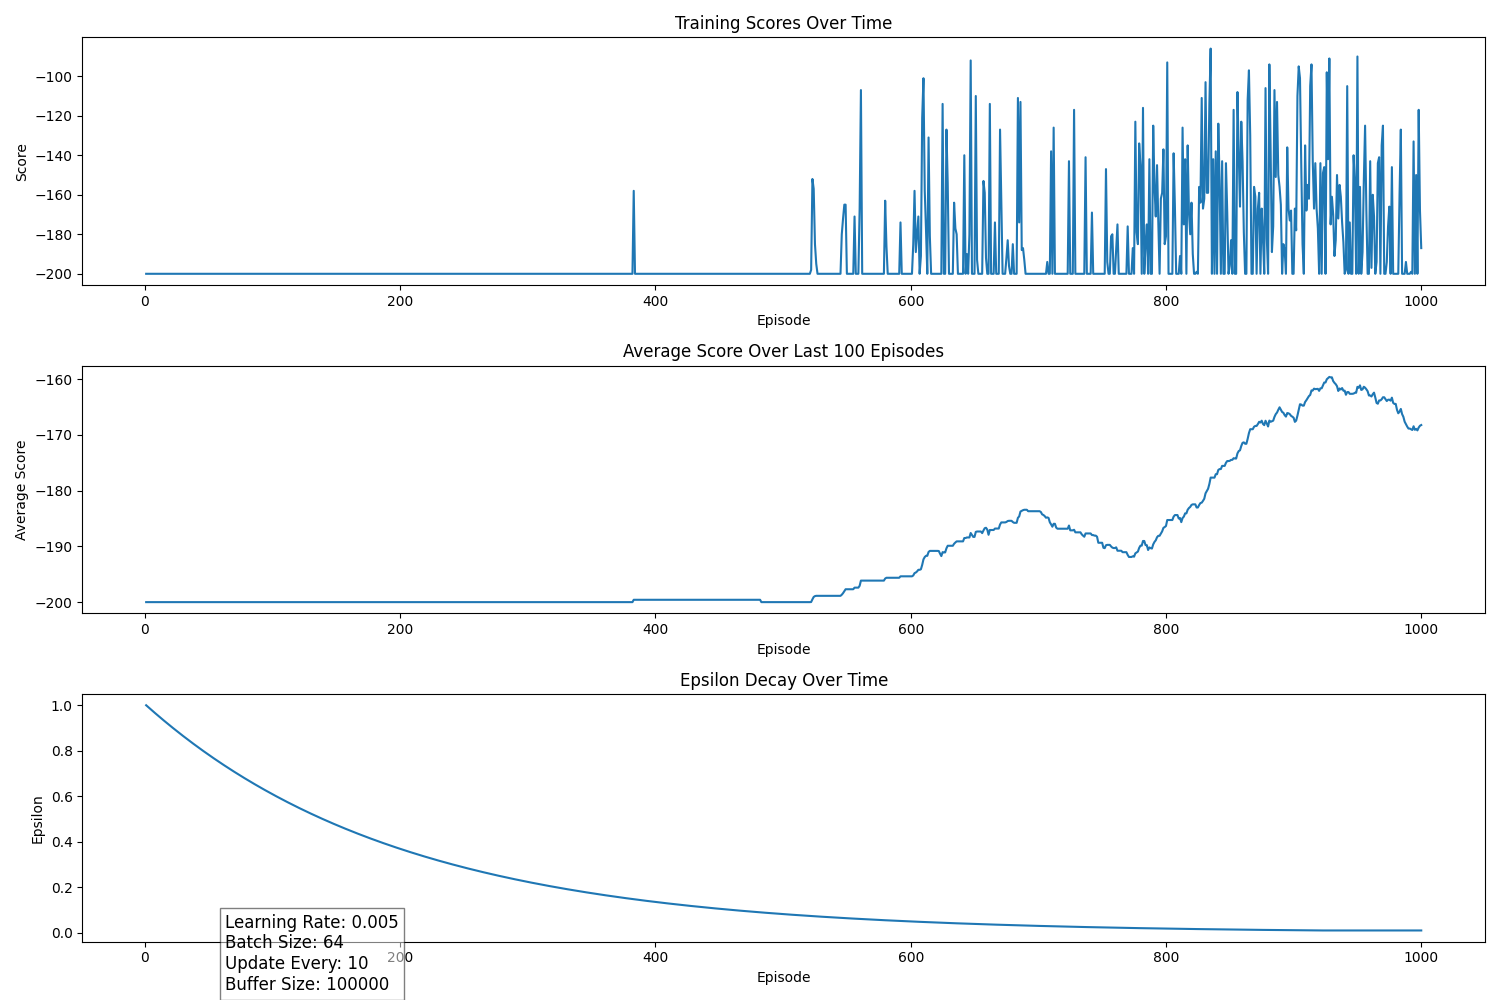 Training Scores Over Time
Score
−100
−120
−140
−160
−180
−200
0 200 400 600 800 1000
Episode
Average Score Over Last 100 Episodes
Average Score
−160
−170
−180
−190
−200
0 200 400 600 800 1000
Episode
Epsilon Decay Over Time
Epsilon
1.0
0.8
0.6
0.4
0.2
0.0
0 200 400 600 800 1000
Episode
Learning Rate: 0.005
Batch Size: 64
Update Every: 10
Buffer Size: 100000